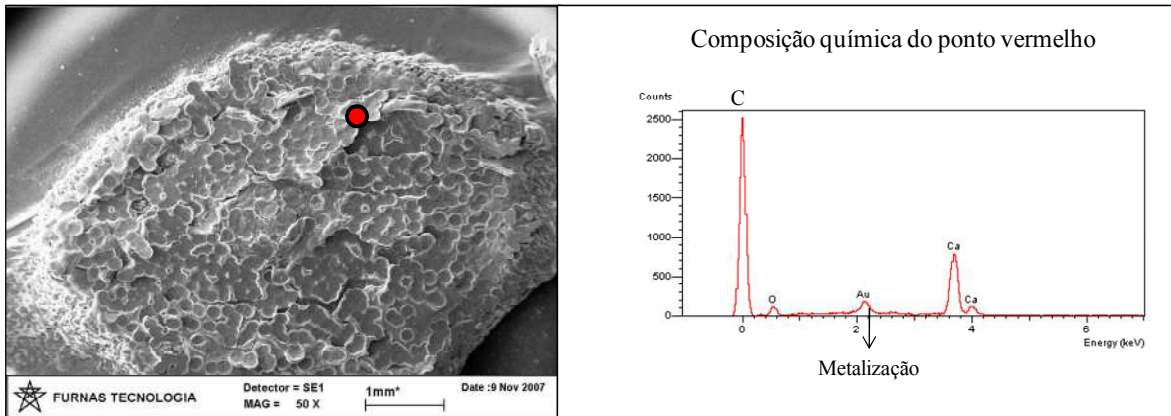 FURNAS TECNOLOGIA
Detector = SE1
MAG = 50 X
1mm*
Date :9 Nov 2007
Composição química do ponto vermelho
Counts
C
2500
2000
1500
1000
500
0
O
Au
Ca
Ca
0
2
4
6
Energy (keV)
Metalização